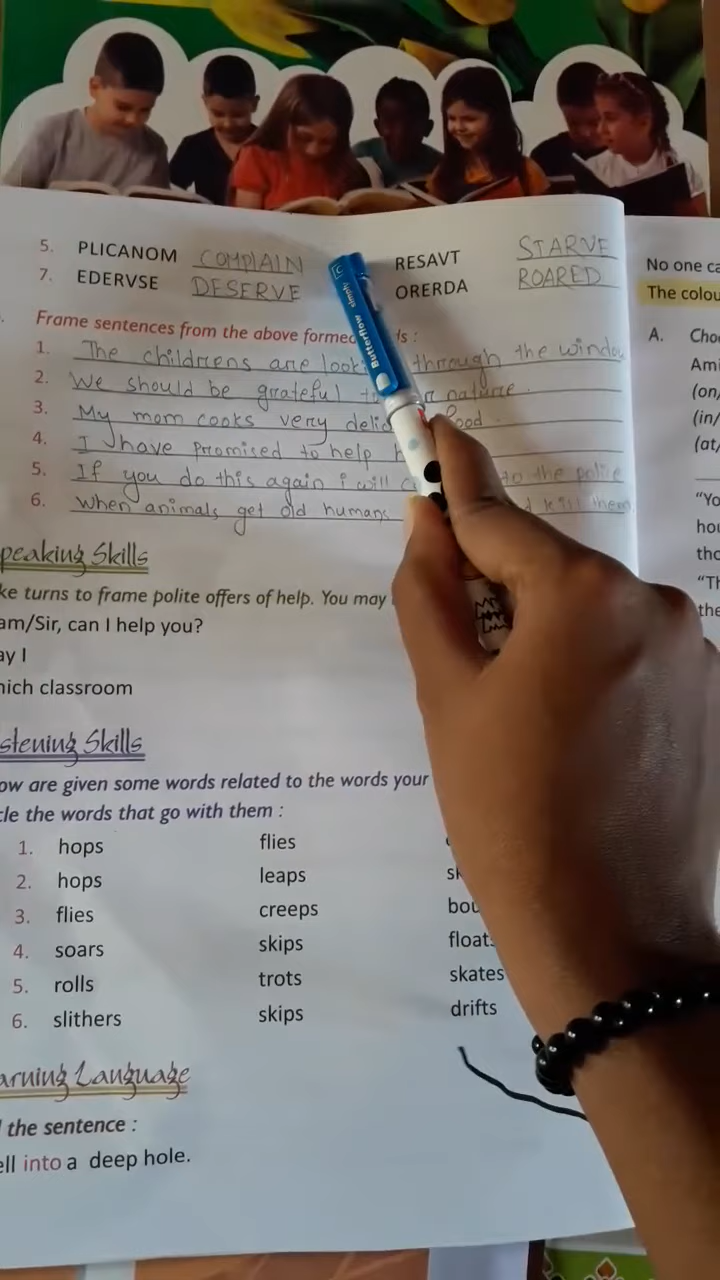 5. PLICANOM COMPLAIN RESAVT STARVE
7. EDERVSE DESERVE ORERDA ROARED
Frame sentences from the above formed ds :
1. The childrens are look through the window
2. We should be grateful nature.
3. My mom cooks very food.
4. I have promised to help
5. If you do this again i will to the police
6. when animals get old humans kill them
peaking Skills
ke turns to frame polite offers of help. You may
am/Sir, can I help you?
ay I
hich classroom
stening Skills
ow are given some words related to the words your
cle the words that go with them :
1. hops flies
2. hops leaps
3. flies creeps bou
4. soars skips floats
5. rolls trots skates
6. slithers skips drifts
arning Language
the sentence :
ell into a deep hole.
Butterflow simply
No one ca
The colou
A. Cho
Ami
(on,
(in/
(at,
"Yo
hou
tho
"Th
the